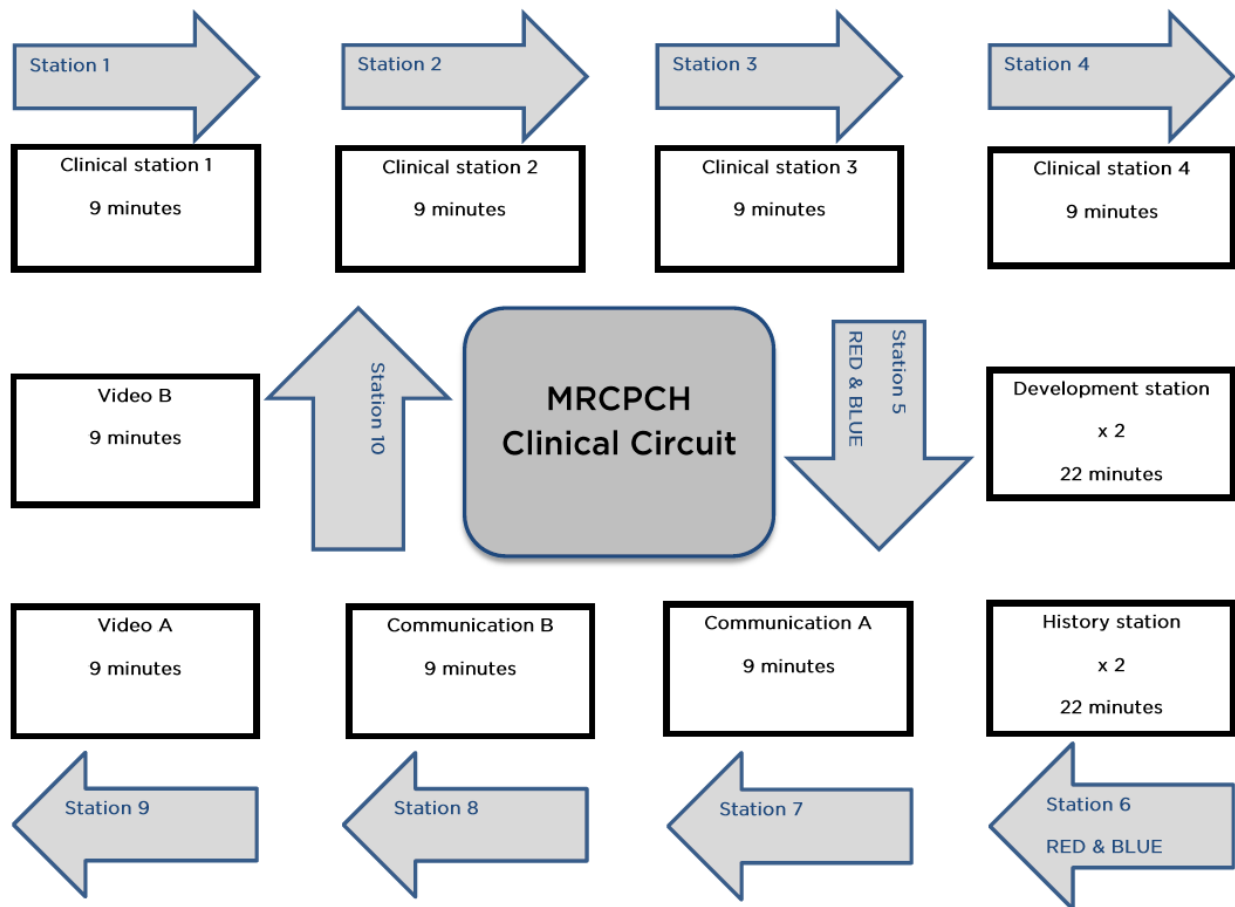 Station 1
Station 2
Station 3
Station 4
Clinical station 1
9 minutes
Clinical station 2
9 minutes
Clinical station 3
9 minutes
Clinical station 4
9 minutes
Video B
9 minutes
Station 10
MRCPCH
Clinical Circuit
Station 5
RED & BLUE
Development station
x 2
22 minutes
Video A
9 minutes
Communication B
9 minutes
Communication A
9 minutes
History station
x 2
22 minutes
Station 9
Station 8
Station 7
Station 6
RED & BLUE